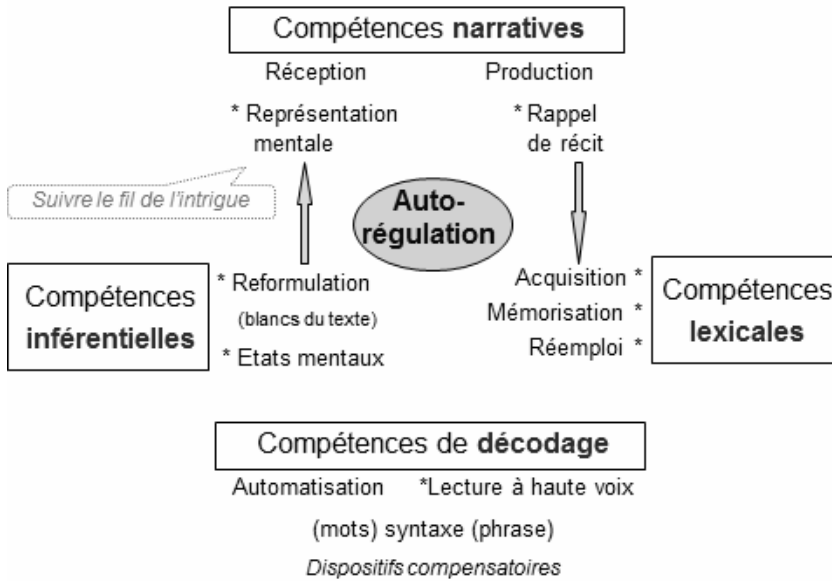 Compétences narratives
Réception Production
* Représentation mentale
* Rappel de récit
Suivre le fil de l'intrigue
Auto-régulation
Compétences inférentielles
* Reformulation
(blancs du texte)
* Etats mentaux
Acquisition *
Mémorisation *
Réemploi *
Compétences lexicales
Compétences de décodage
Automatisation *Lecture à haute voix
(mots) syntaxe (phrase)
Dispositifs compensatoires